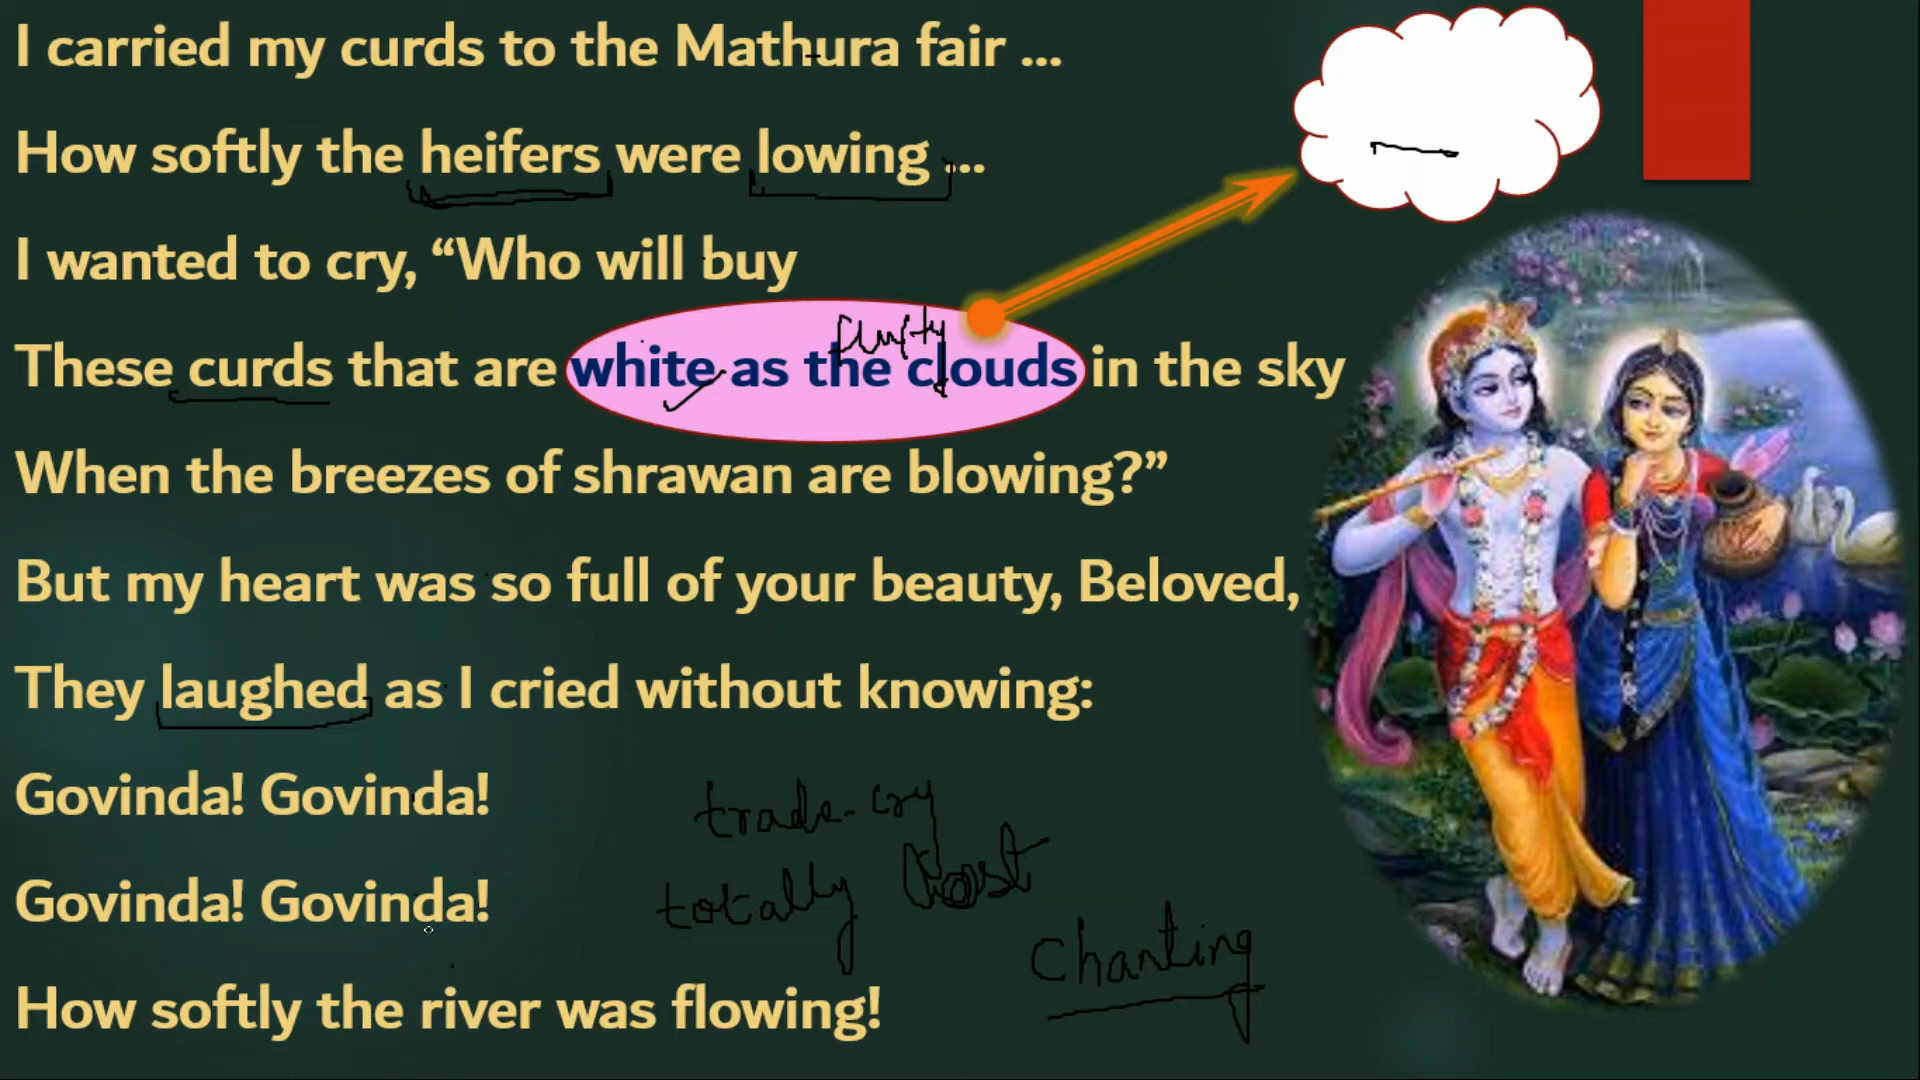 I carried my curds to the Mathura fair ...
How softly the heifers were lowing ...
I wanted to cry, “Who will buy
fluffy
These curds that are white as the clouds in the sky
When the breezes of shrawan are blowing?”
But my heart was so full of your beauty, Beloved,
They laughed as I cried without knowing:
Govinda! Govinda!
trade-cry
Govinda! Govinda!
totally lost
chanting
How softly the river was flowing!